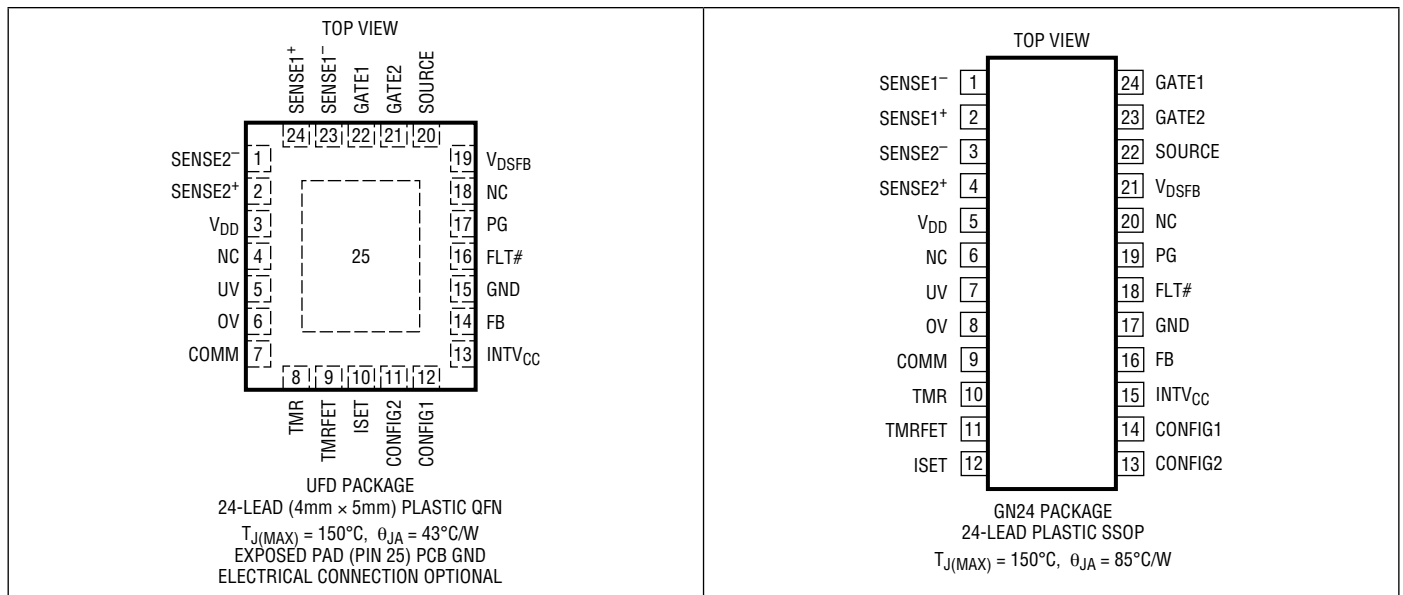 TOP VIEW
SENSE1+
SENSE1–
GATE1
GATE2
SOURCE
24 23 22 21 20
SENSE2– 1
SENSE2+ 2
VDD 3
NC 4
UV 5
OV 6
COMM 7
19 VDSFB
18 NC
17 PG
16 FLT#
15 GND
14 FB
13 INTVCC
25
8 9 10 11 12
TMR
TMRFET
ISET
CONFIG2
CONFIG1
UFD PACKAGE
24-LEAD (4mm × 5mm) PLASTIC QFN
TJ(MAX) = 150°C, θJA = 43°C/W
EXPOSED PAD (PIN 25) PCB GND
ELECTRICAL CONNECTION OPTIONAL
TOP VIEW
SENSE1– 1
SENSE1+ 2
SENSE2– 3
SENSE2+ 4
VDD 5
NC 6
UV 7
OV 8
COMM 9
TMR 10
TMRFET 11
ISET 12
24 GATE1
23 GATE2
22 SOURCE
21 VDSFB
20 NC
19 PG
18 FLT#
17 GND
16 FB
15 INTVCC
14 CONFIG1
13 CONFIG2
GN24 PACKAGE
24-LEAD PLASTIC SSOP
TJ(MAX) = 150°C, θJA = 85°C/W